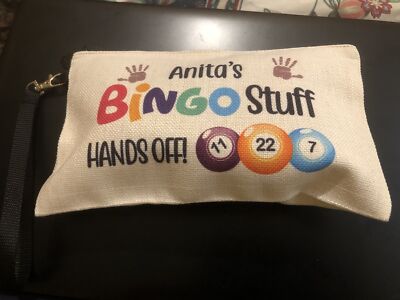 Anita's
BiNGO Stuff
HANDS OFF! 11 22 7